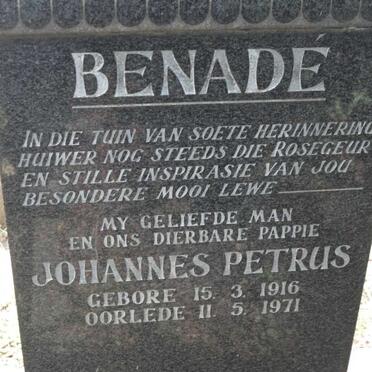 BENADÉ
IN DIE TUIN VAN SOETE HERINNERING
HUIWER NOG STEEDS DIE ROSEGEUR
EN STILLE INSPIRASIE VAN JOU
BESONDERE MOOI LEWE
MY GELIEFDE MAN
EN ONS DIERBARE PAPPIE
JOHANNES PETRUS
GEBORE 15. 3. 1916
OORLEDE 11. 5. 1971